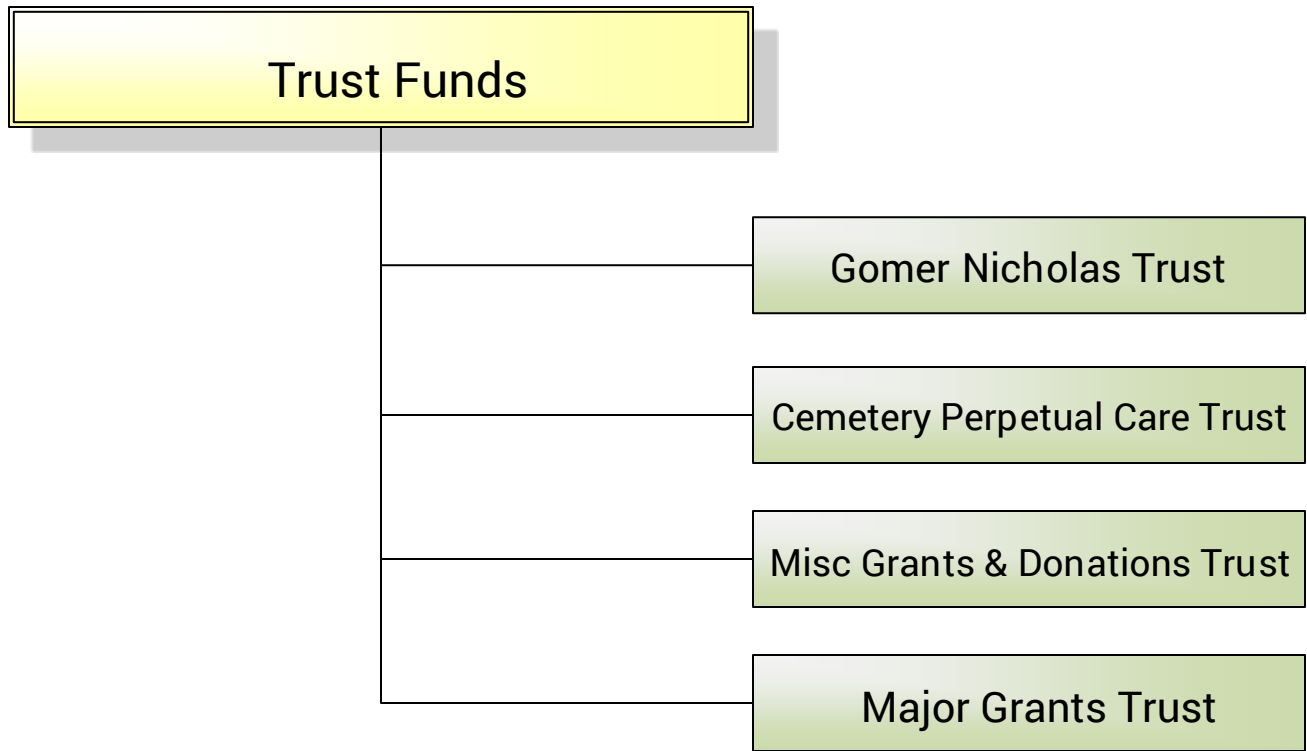 Trust Funds
Gomer Nicholas Trust
Cemetery Perpetual Care Trust
Misc Grants & Donations Trust
Major Grants Trust